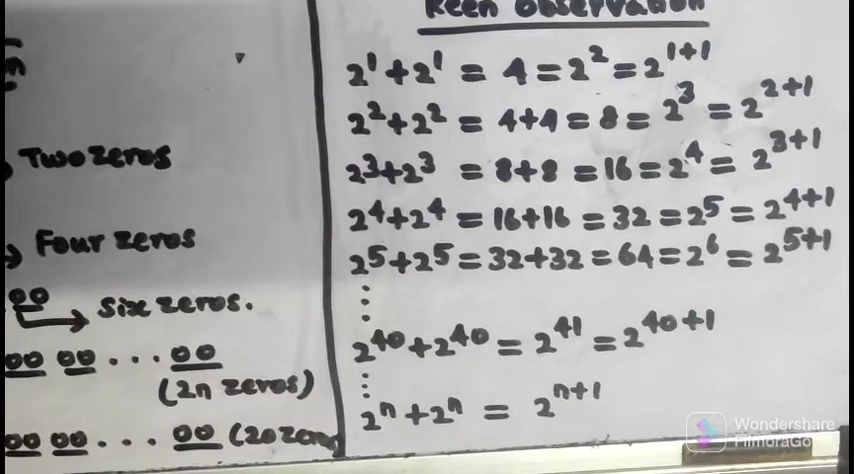 Keen Observation
2¹+2¹ = 4 = 2² = 2¹⁺¹
2²+2² = 4+4 = 8 = 2³ = 2²⁺¹
2³+2³ = 8+8 = 16 = 2⁴ = 2³⁺¹
2⁴+2⁴ = 16+16 = 32 = 2⁵ = 2⁴⁺¹
2⁵+2⁵ = 32+32 = 64 = 2⁶ = 2⁵⁺¹
⋮
2⁴⁰+2⁴⁰ = 2⁴¹ = 2⁴⁰⁺¹
⋮
2ⁿ+2ⁿ = 2ⁿ⁺¹
Two zeros
Four zeros
00
Six zeros.
00 00 ... 00
(2n zeros)
00 00 ... 00 (20 zeros
Wondershare
FilmoraGo